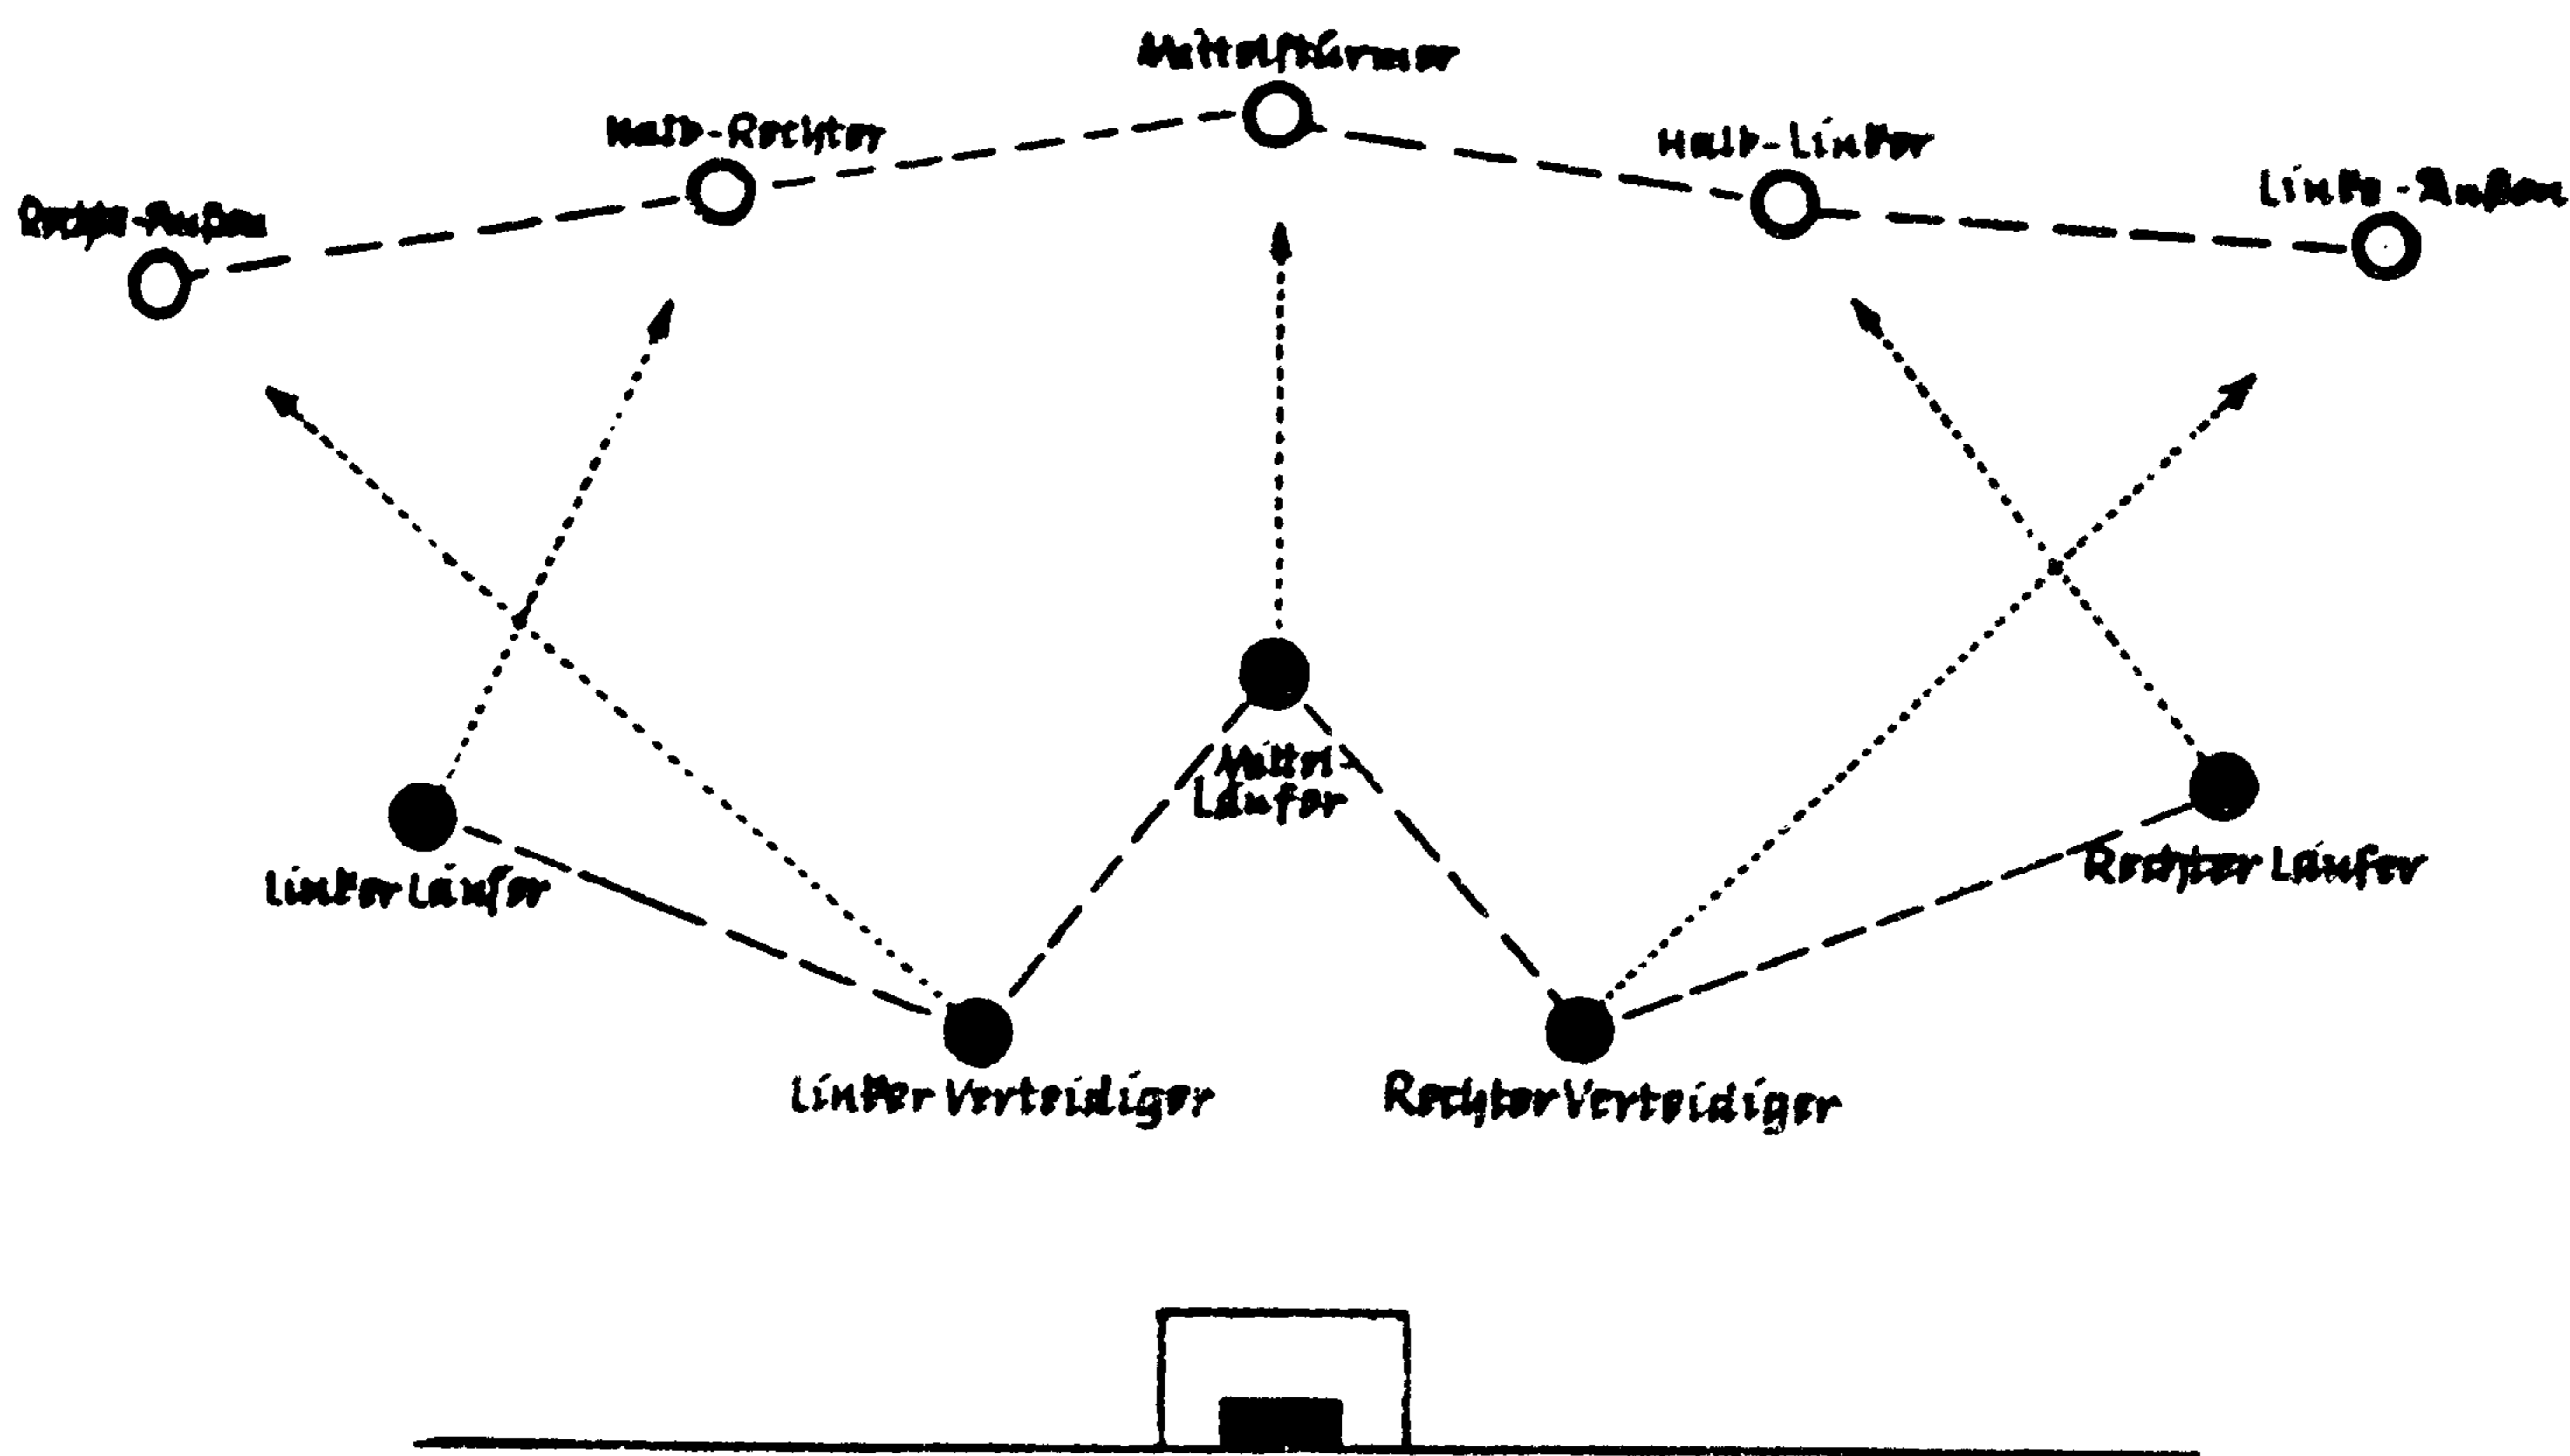 Mittelstürmer
Halb-Rechter
Halb-Linker
Rechts-Außen
Links-Außen
Mittel-
Läufer
Linker Läufer
Rechter Läufer
Linker Verteidiger
Rechter Verteidiger